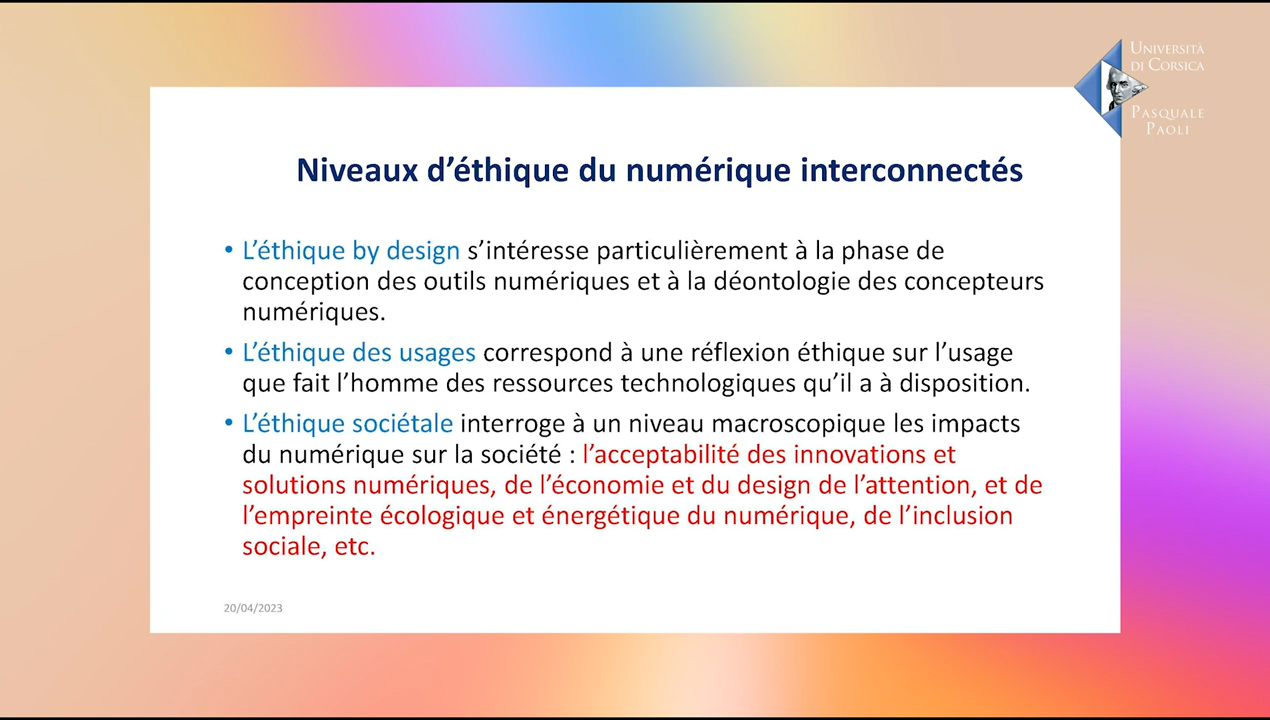 UNIVERSITÀ
DI CORSICA
PASQUALE
PAOLI
Niveaux d’éthique du numérique interconnectés
• L’éthique by design s’intéresse particulièrement à la phase de
conception des outils numériques et à la déontologie des concepteurs
numériques.
• L’éthique des usages correspond à une réflexion éthique sur l’usage
que fait l’homme des ressources technologiques qu’il a à disposition.
• L’éthique sociétale interroge à un niveau macroscopique les impacts
du numérique sur la société : l’acceptabilité des innovations et
solutions numériques, de l’économie et du design de l’attention, et de
l’empreinte écologique et énergétique du numérique, de l’inclusion
sociale, etc.
20/04/2023